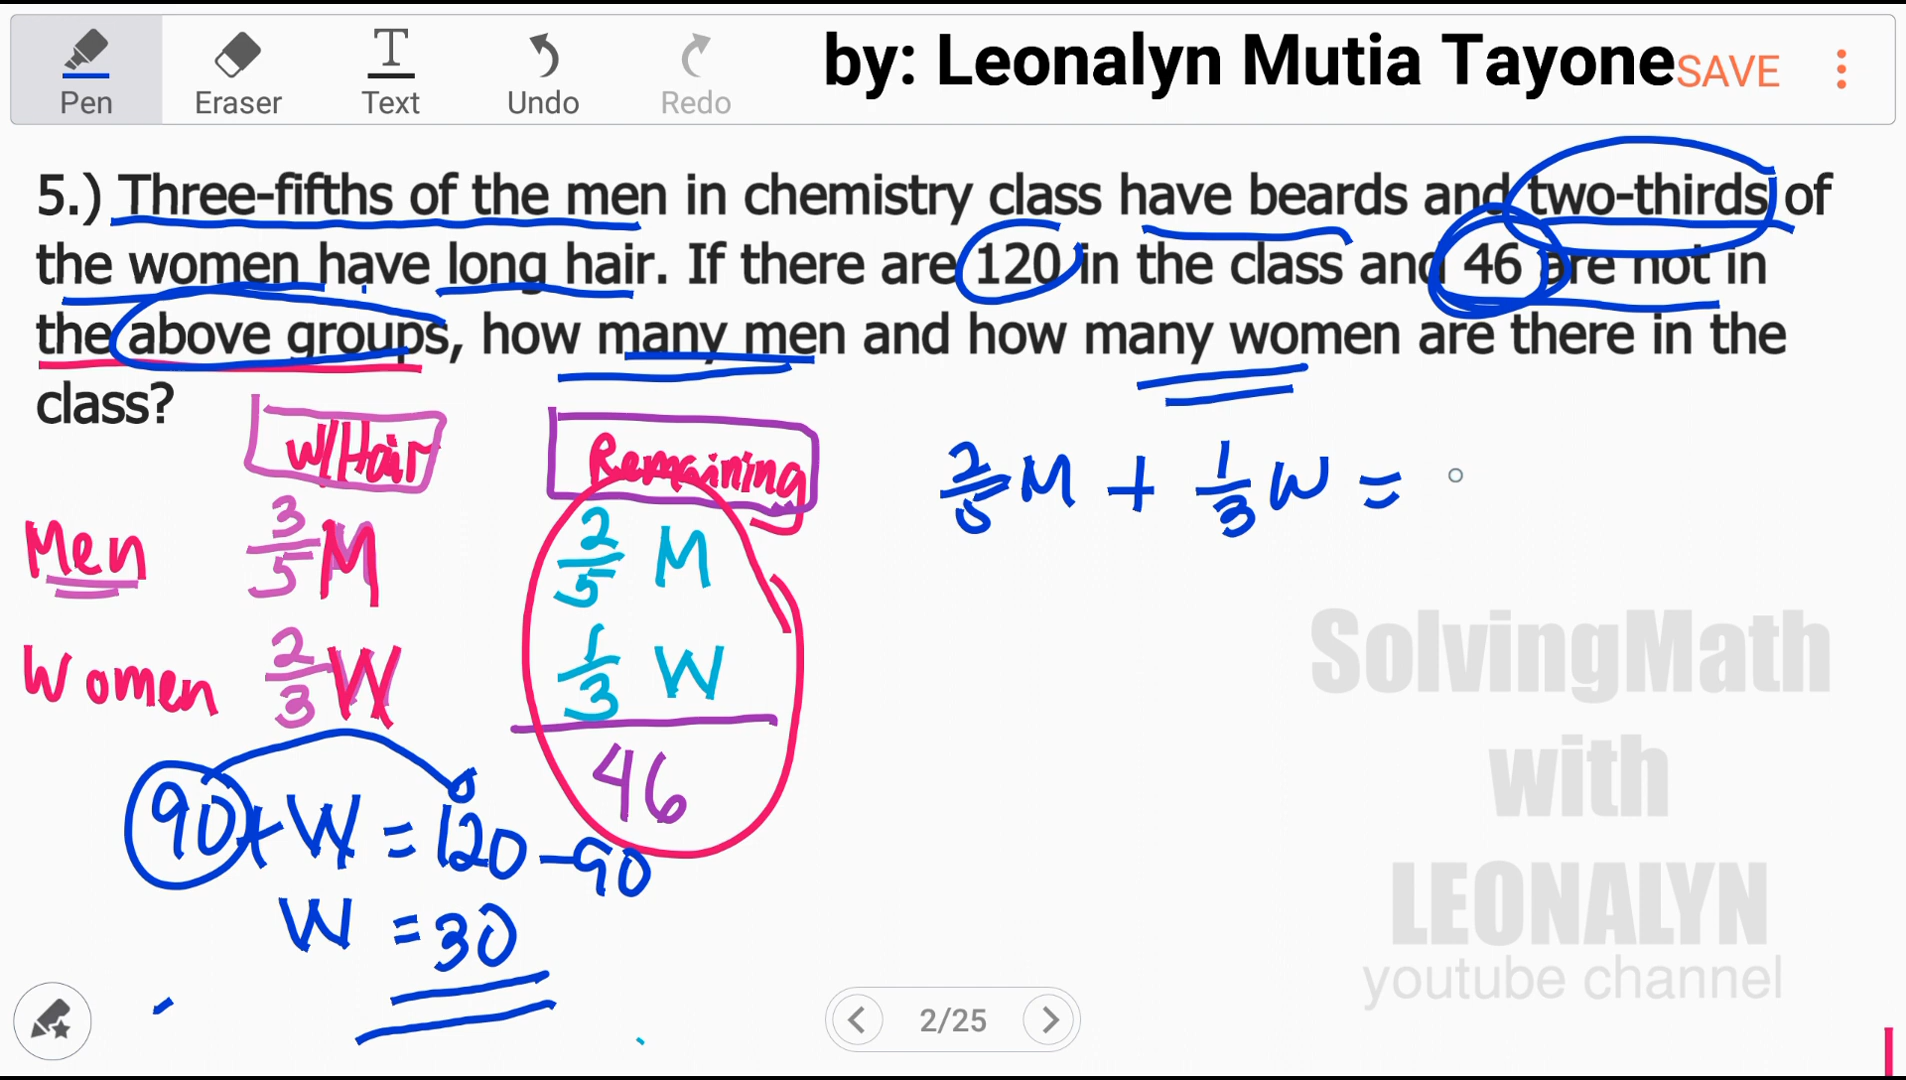 Pen
Eraser
Text
Undo
Redo
by: Leonalyn Mutia Tayone
SAVE
5.) Three-fifths of the men in chemistry class have beards and two-thirds of
the women have long hair. If there are 120 in the class and 46 are not in
the above groups, how many men and how many women are there in the
class?
W/Hair
Remaining
2/5 M + 1/3 W =
Men 3/5 M 2/5 M
Women 2/3 W 1/3 W
46
90 + W = 120 - 90
W = 30
SolvingMath
with
LEONALYN
youtube channel
2/25